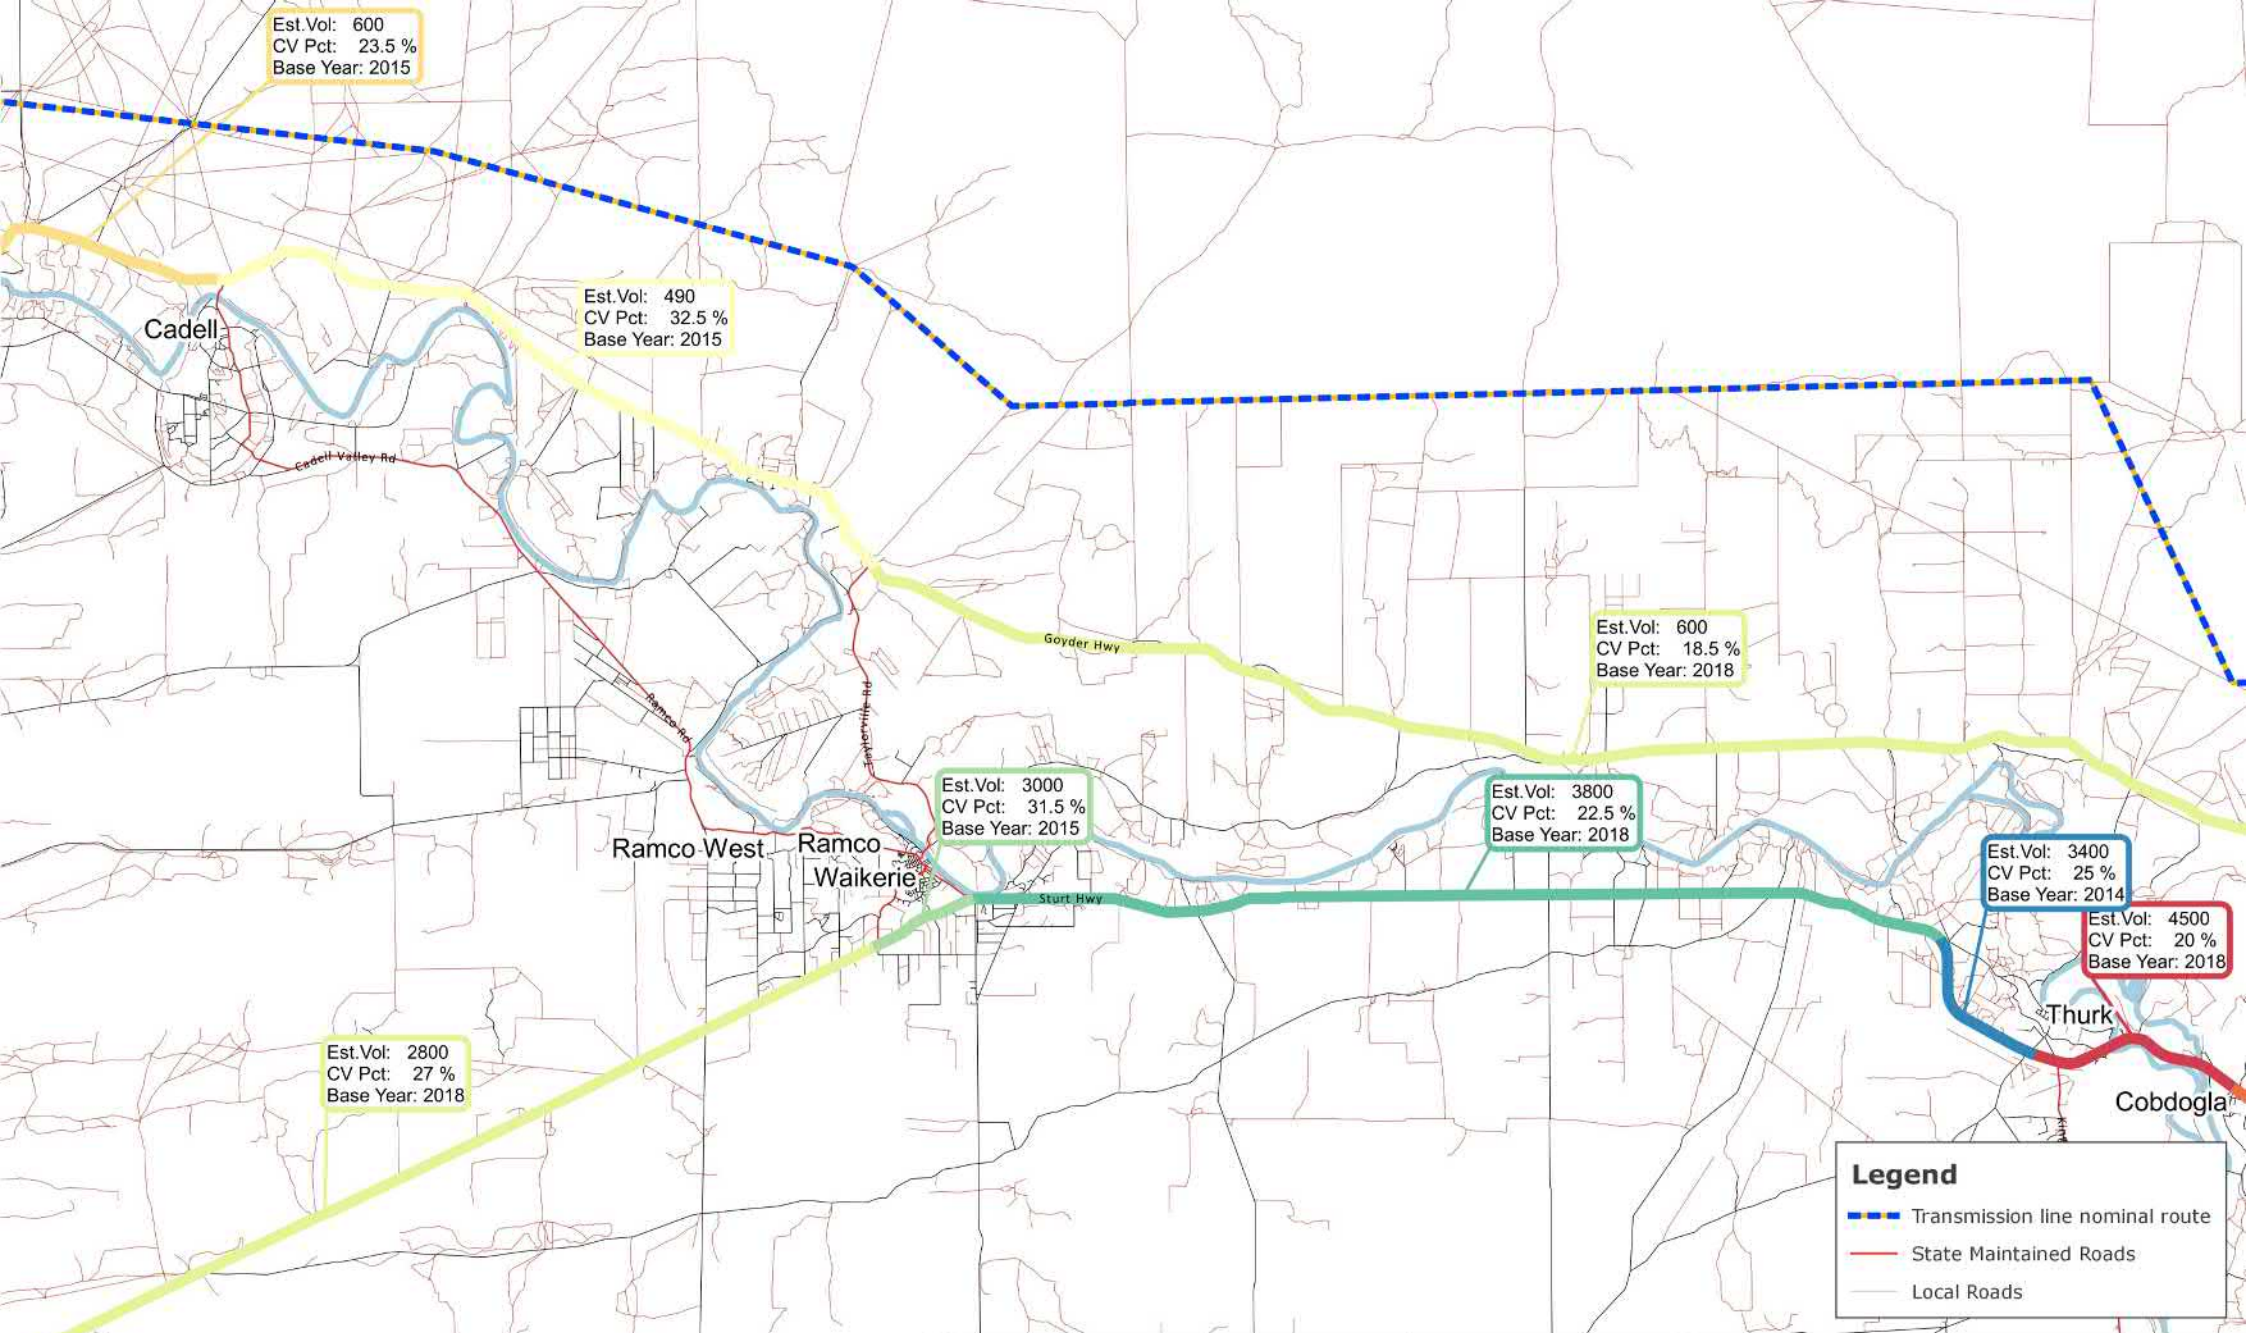 Est.Vol: 600
CV Pct: 23.5 %
Base Year: 2015
Est.Vol: 490
CV Pct: 32.5 %
Base Year: 2015
Cadell
Cadell Valley Rd
Goyder Hwy
Est.Vol: 600
CV Pct: 18.5 %
Base Year: 2018
Ramco Rd
Taylorville Rd
Est.Vol: 3000
CV Pct: 31.5 %
Base Year: 2015
Est.Vol: 3800
CV Pct: 22.5 %
Base Year: 2018
Ramco West
Ramco
Waikerie
Sturt Hwy
Est.Vol: 3400
CV Pct: 25 %
Base Year: 2014
Est.Vol: 4500
CV Pct: 20 %
Base Year: 2018
Thurk
Est.Vol: 2800
CV Pct: 27 %
Base Year: 2018
Cobdogla
Legend
Transmission line nominal route
State Maintained Roads
Local Roads